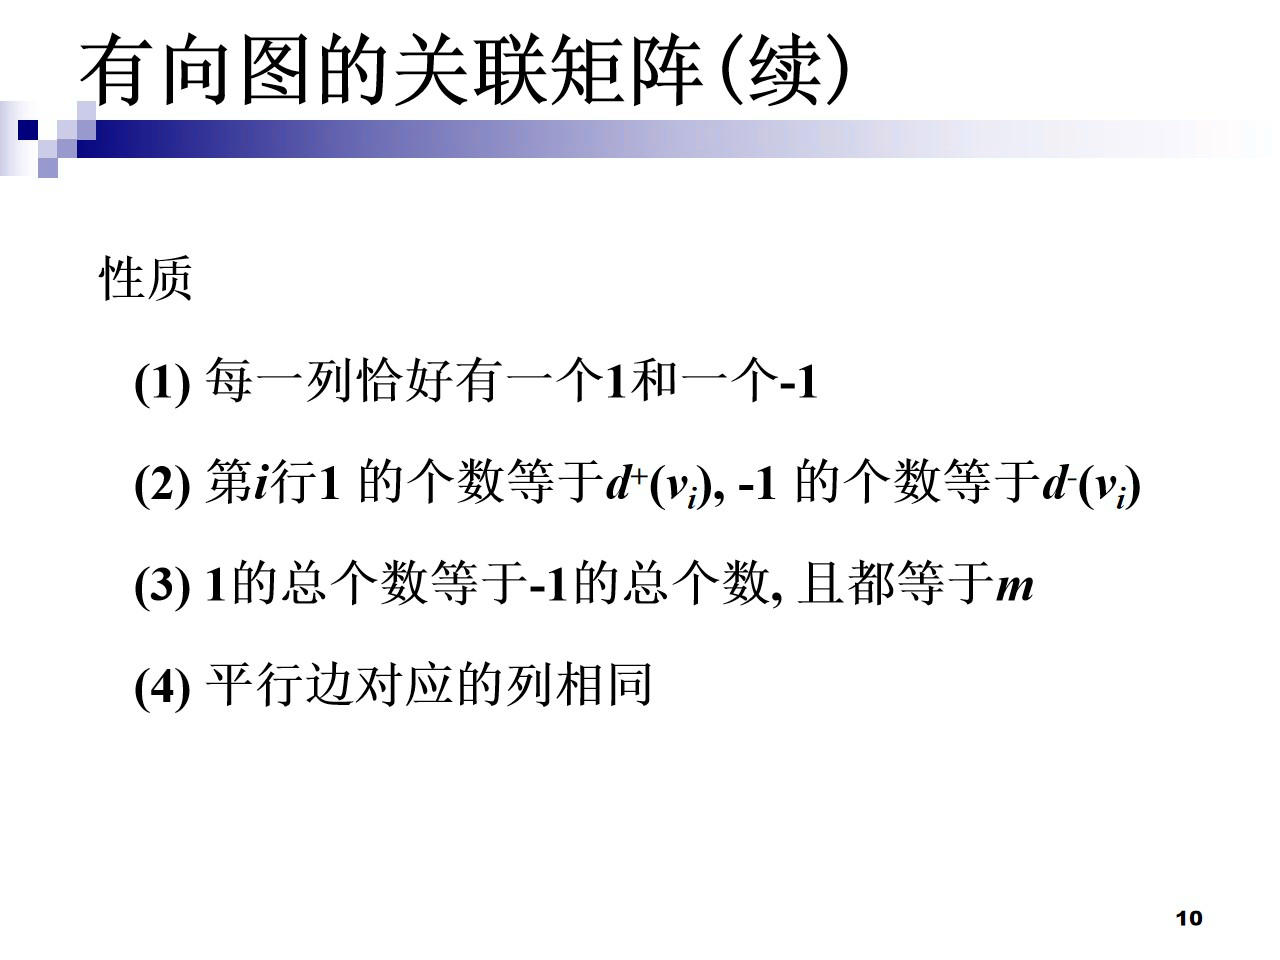 有向图的关联矩阵(续)
性质
(1) 每一列恰好有一个1和一个-1
(2) 第i行1 的个数等于d⁺(vᵢ), -1 的个数等于d⁻(vᵢ)
(3) 1的总个数等于-1的总个数, 且都等于m
(4) 平行边对应的列相同
10